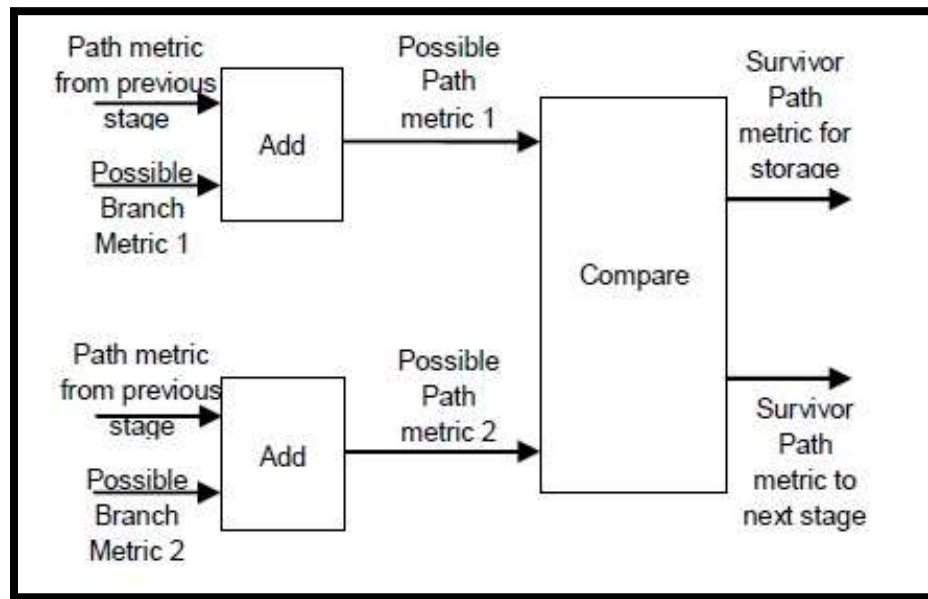 Path metric
from previous
stage
Possible
Branch
Metric 1
Add
Possible
Path
metric 1
Compare
Survivor
Path
metric for
storage
Path metric
from previous
stage
Possible
Branch
Metric 2
Add
Possible
Path
metric 2
Survivor
Path
metric to
next stage